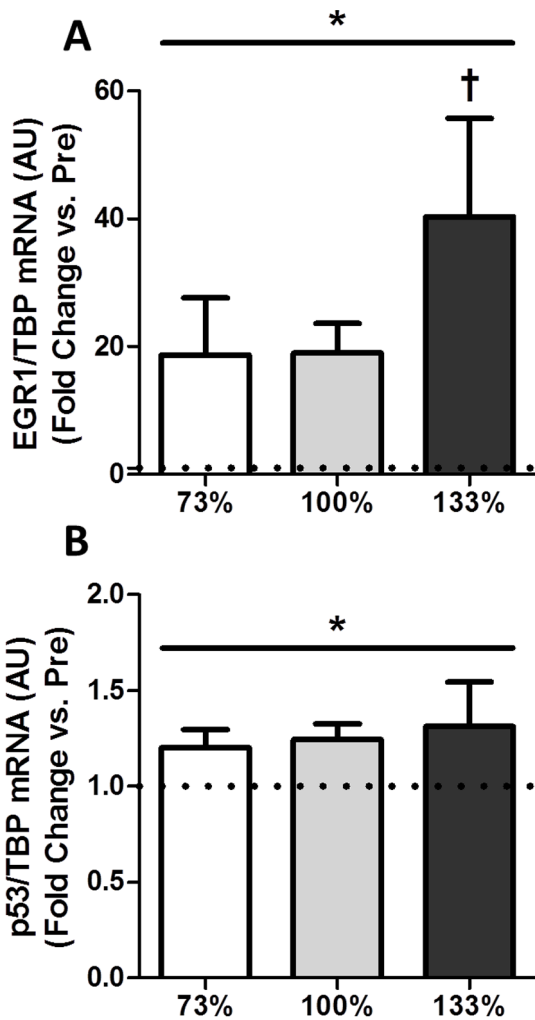 A
*
†
EGR1/TBP mRNA (AU)
(Fold Change vs. Pre)
60
40
20
0
73% 100% 133%
B
*
p53/TBP mRNA (AU)
(Fold Change vs. Pre)
2.0
1.5
1.0
0.5
0.0
73% 100% 133%